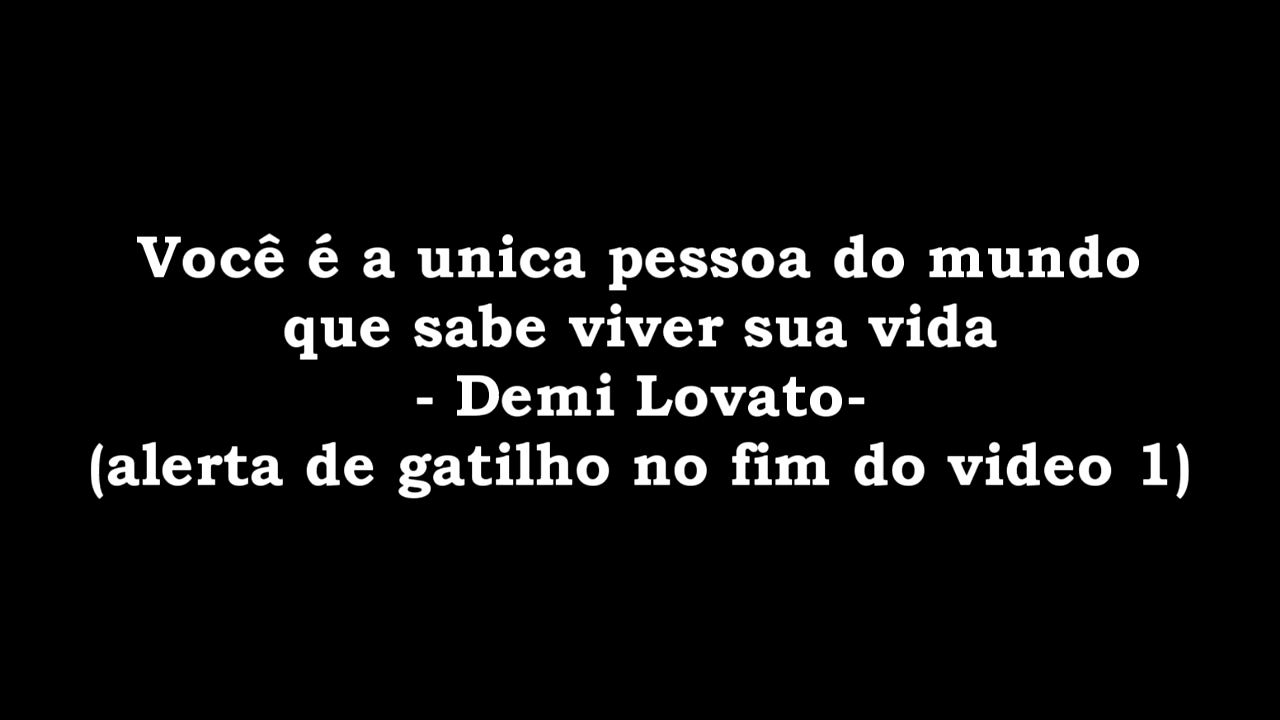 Você é a unica pessoa do mundo
que sabe viver sua vida
- Demi Lovato-
(alerta de gatilho no fim do video 1)